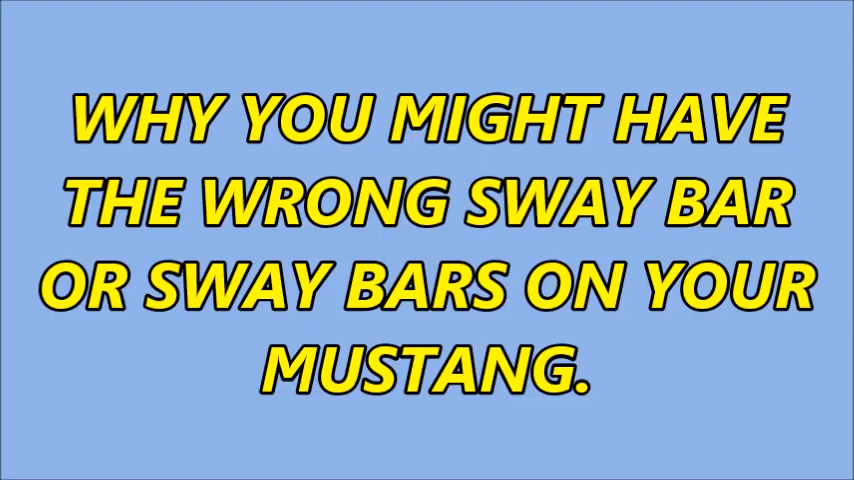 WHY YOU MIGHT HAVE
THE WRONG SWAY BAR
OR SWAY BARS ON YOUR
MUSTANG.